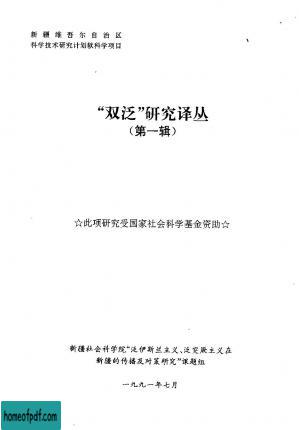 新疆维吾尔自治区
科学技术研究计划软科学项目
“双泛”研究译丛
(第一辑)
☆此项研究受国家社会科学基金资助☆
新疆社会科学院“泛伊斯兰主义、泛突厥主义在
新疆的传播及对策研究”课题组
一九九一年七月
homeofpdf.com